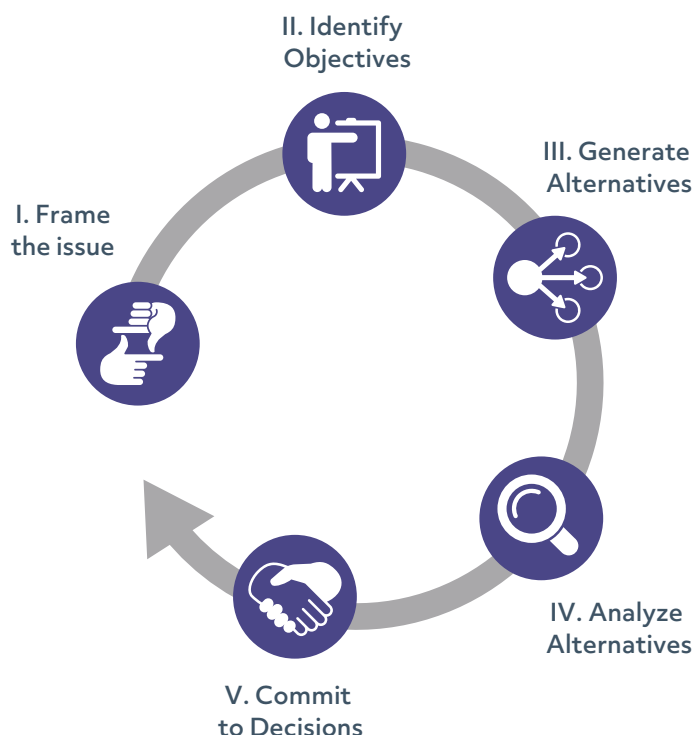 I. Frame
the issue
II. Identify
Objectives
III. Generate
Alternatives
IV. Analyze
Alternatives
V. Commit
to Decisions